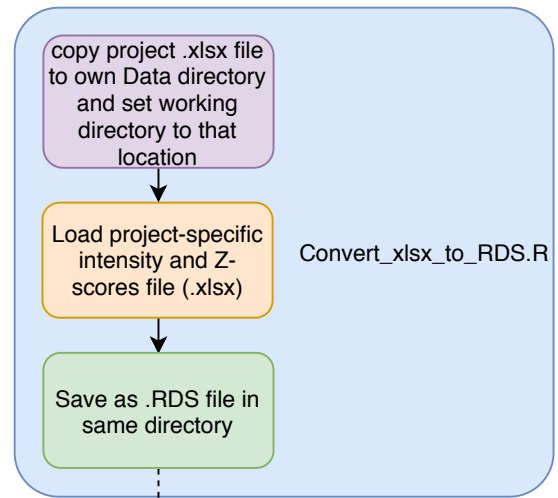 copy project .xlsx file
to own Data directory
and set working
directory to that
location
Load project-specific
intensity and Z-
scores file (.xlsx)
Convert_xlsx_to_RDS.R
Save as .RDS file in
same directory